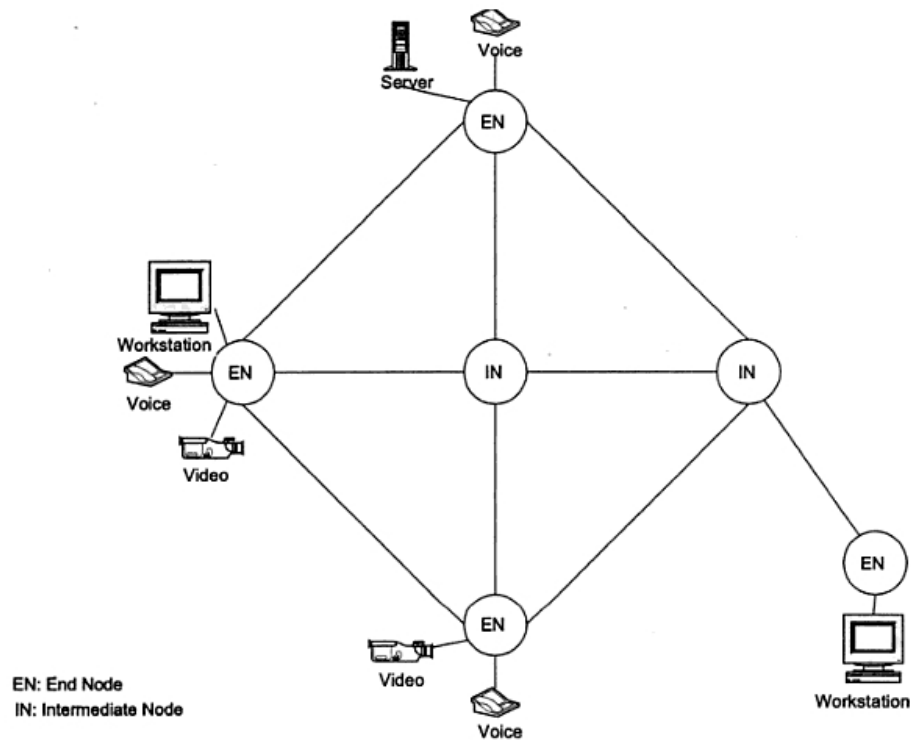 Voice
Server
EN
Workstation
EN
IN
IN
Voice
Video
EN
EN
Video
EN: End Node
IN: Intermediate Node
Workstation
Voice